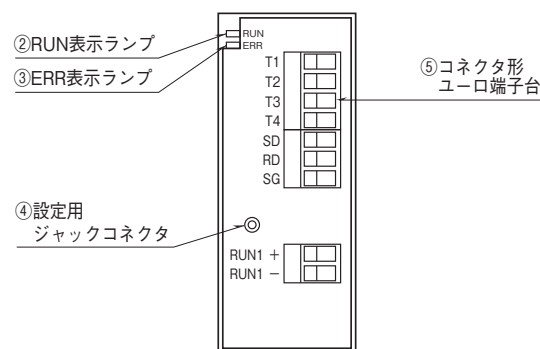 ②RUN表示ランプ
③ERR表示ランプ
RUN
ERR
T1
T2
T3
T4
SD
RD
SG
⑤コネクタ形
ユーロ端子台
④設定用
ジャックコネクタ
RUN1 +
RUN1 −